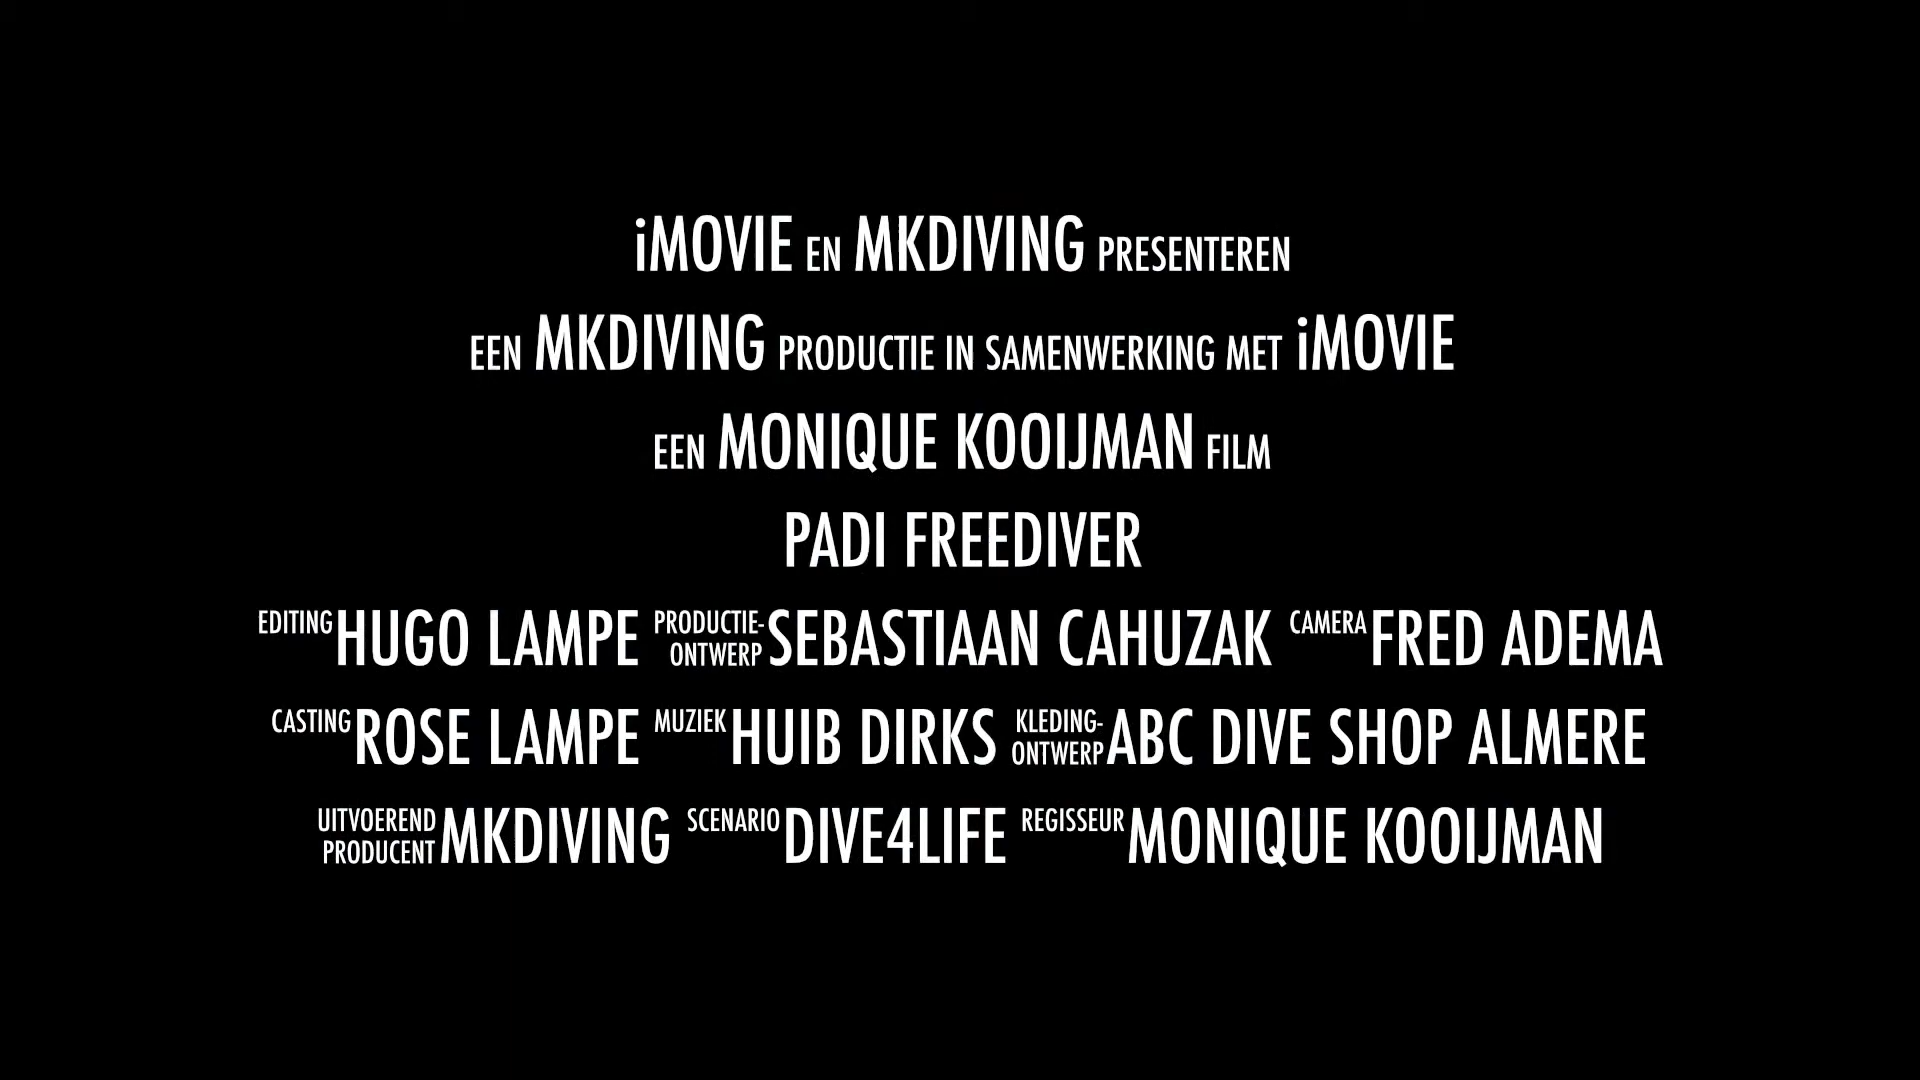 iMOVIE EN MKDIVING PRESENTEREN
EEN MKDIVING PRODUCTIE IN SAMENWERKING MET iMOVIE
EEN MONIQUE KOOIJMAN FILM
PADI FREEDIVER
EDITING HUGO LAMPE PRODUCTIE-ONTWERP SEBASTIAAN CAHUZAK CAMERA FRED ADEMA
CASTING ROSE LAMPE MUZIEK HUIB DIRKS KLEDING-ONTWERP ABC DIVE SHOP ALMERE
UITVOEREND PRODUCENT MKDIVING SCENARIO DIVE4LIFE REGISSEUR MONIQUE KOOIJMAN